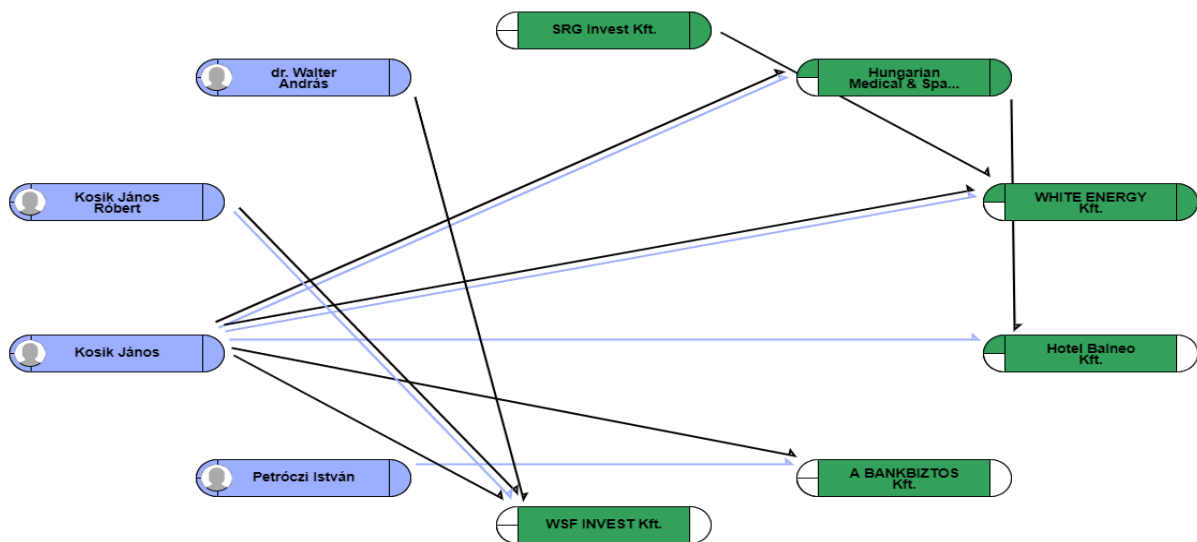 SRG Invest Kft.
dr. Walter
András
Hungarian
Medical & Spa...
Kosik János
Róbert
WHITE ENERGY
Kft.
Kosik János
Hotel Balneo
Kft.
Petróczi István
A BANKBIZTOS
Kft.
WSF INVEST Kft.